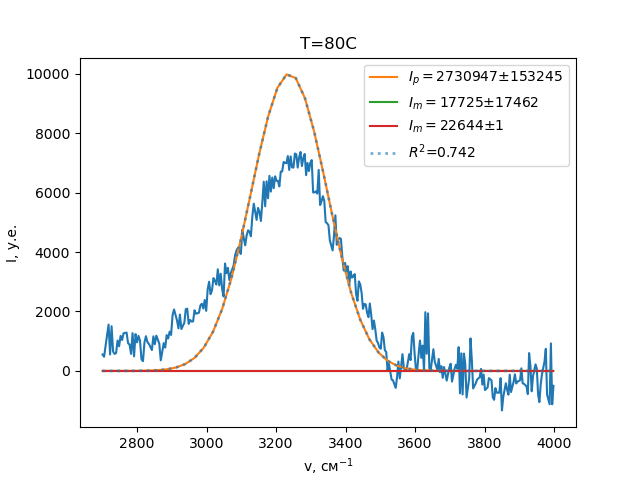 T=80C
10000
8000
6000
4000
2000
0
I, y.e.
I_p = 2730947±153245
I_m = 17725±17462
I_m = 22644±1
R²=0.742
2800 3000 3200 3400 3600 3800 4000
ν, см⁻¹